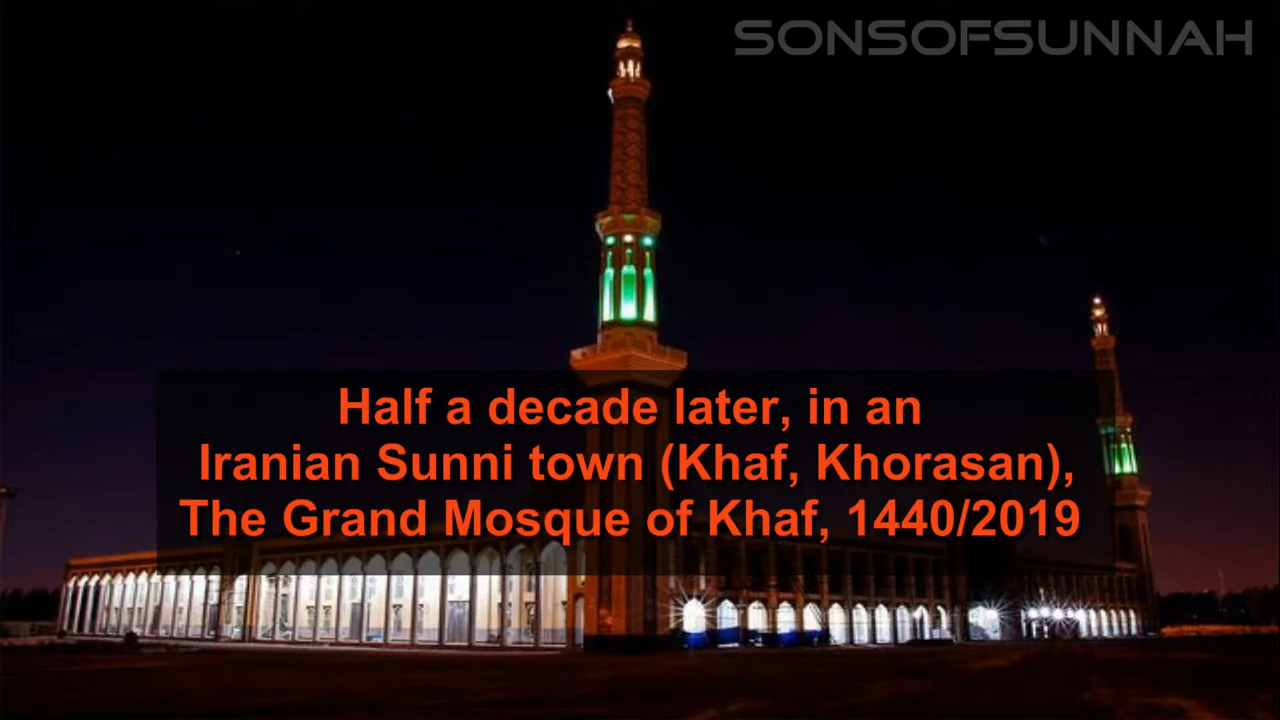 SONSOFSUNNAH
Half a decade later, in an
Iranian Sunni town (Khaf, Khorasan),
The Grand Mosque of Khaf, 1440/2019